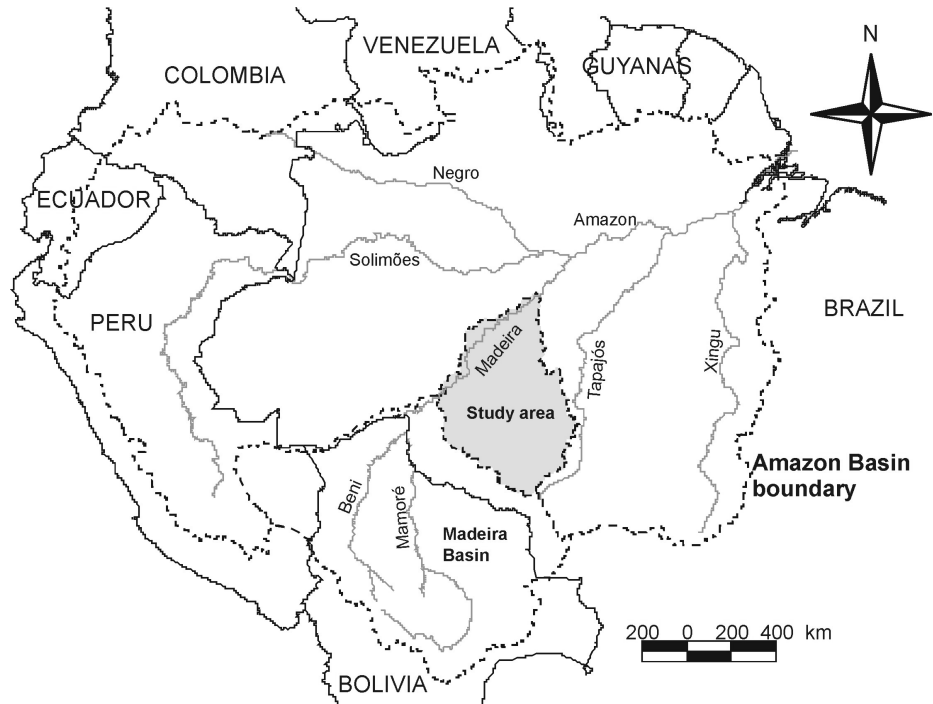 N
VENEZUELA
GUYANAS
COLOMBIA
Negro
ECUADOR
Amazon
Solimões
PERU
BRAZIL
Madeira
Tapajós
Xingu
Study area
Amazon Basin
boundary
Beni
Mamoré
Madeira
Basin
200 0 200 400 km
BOLIVIA